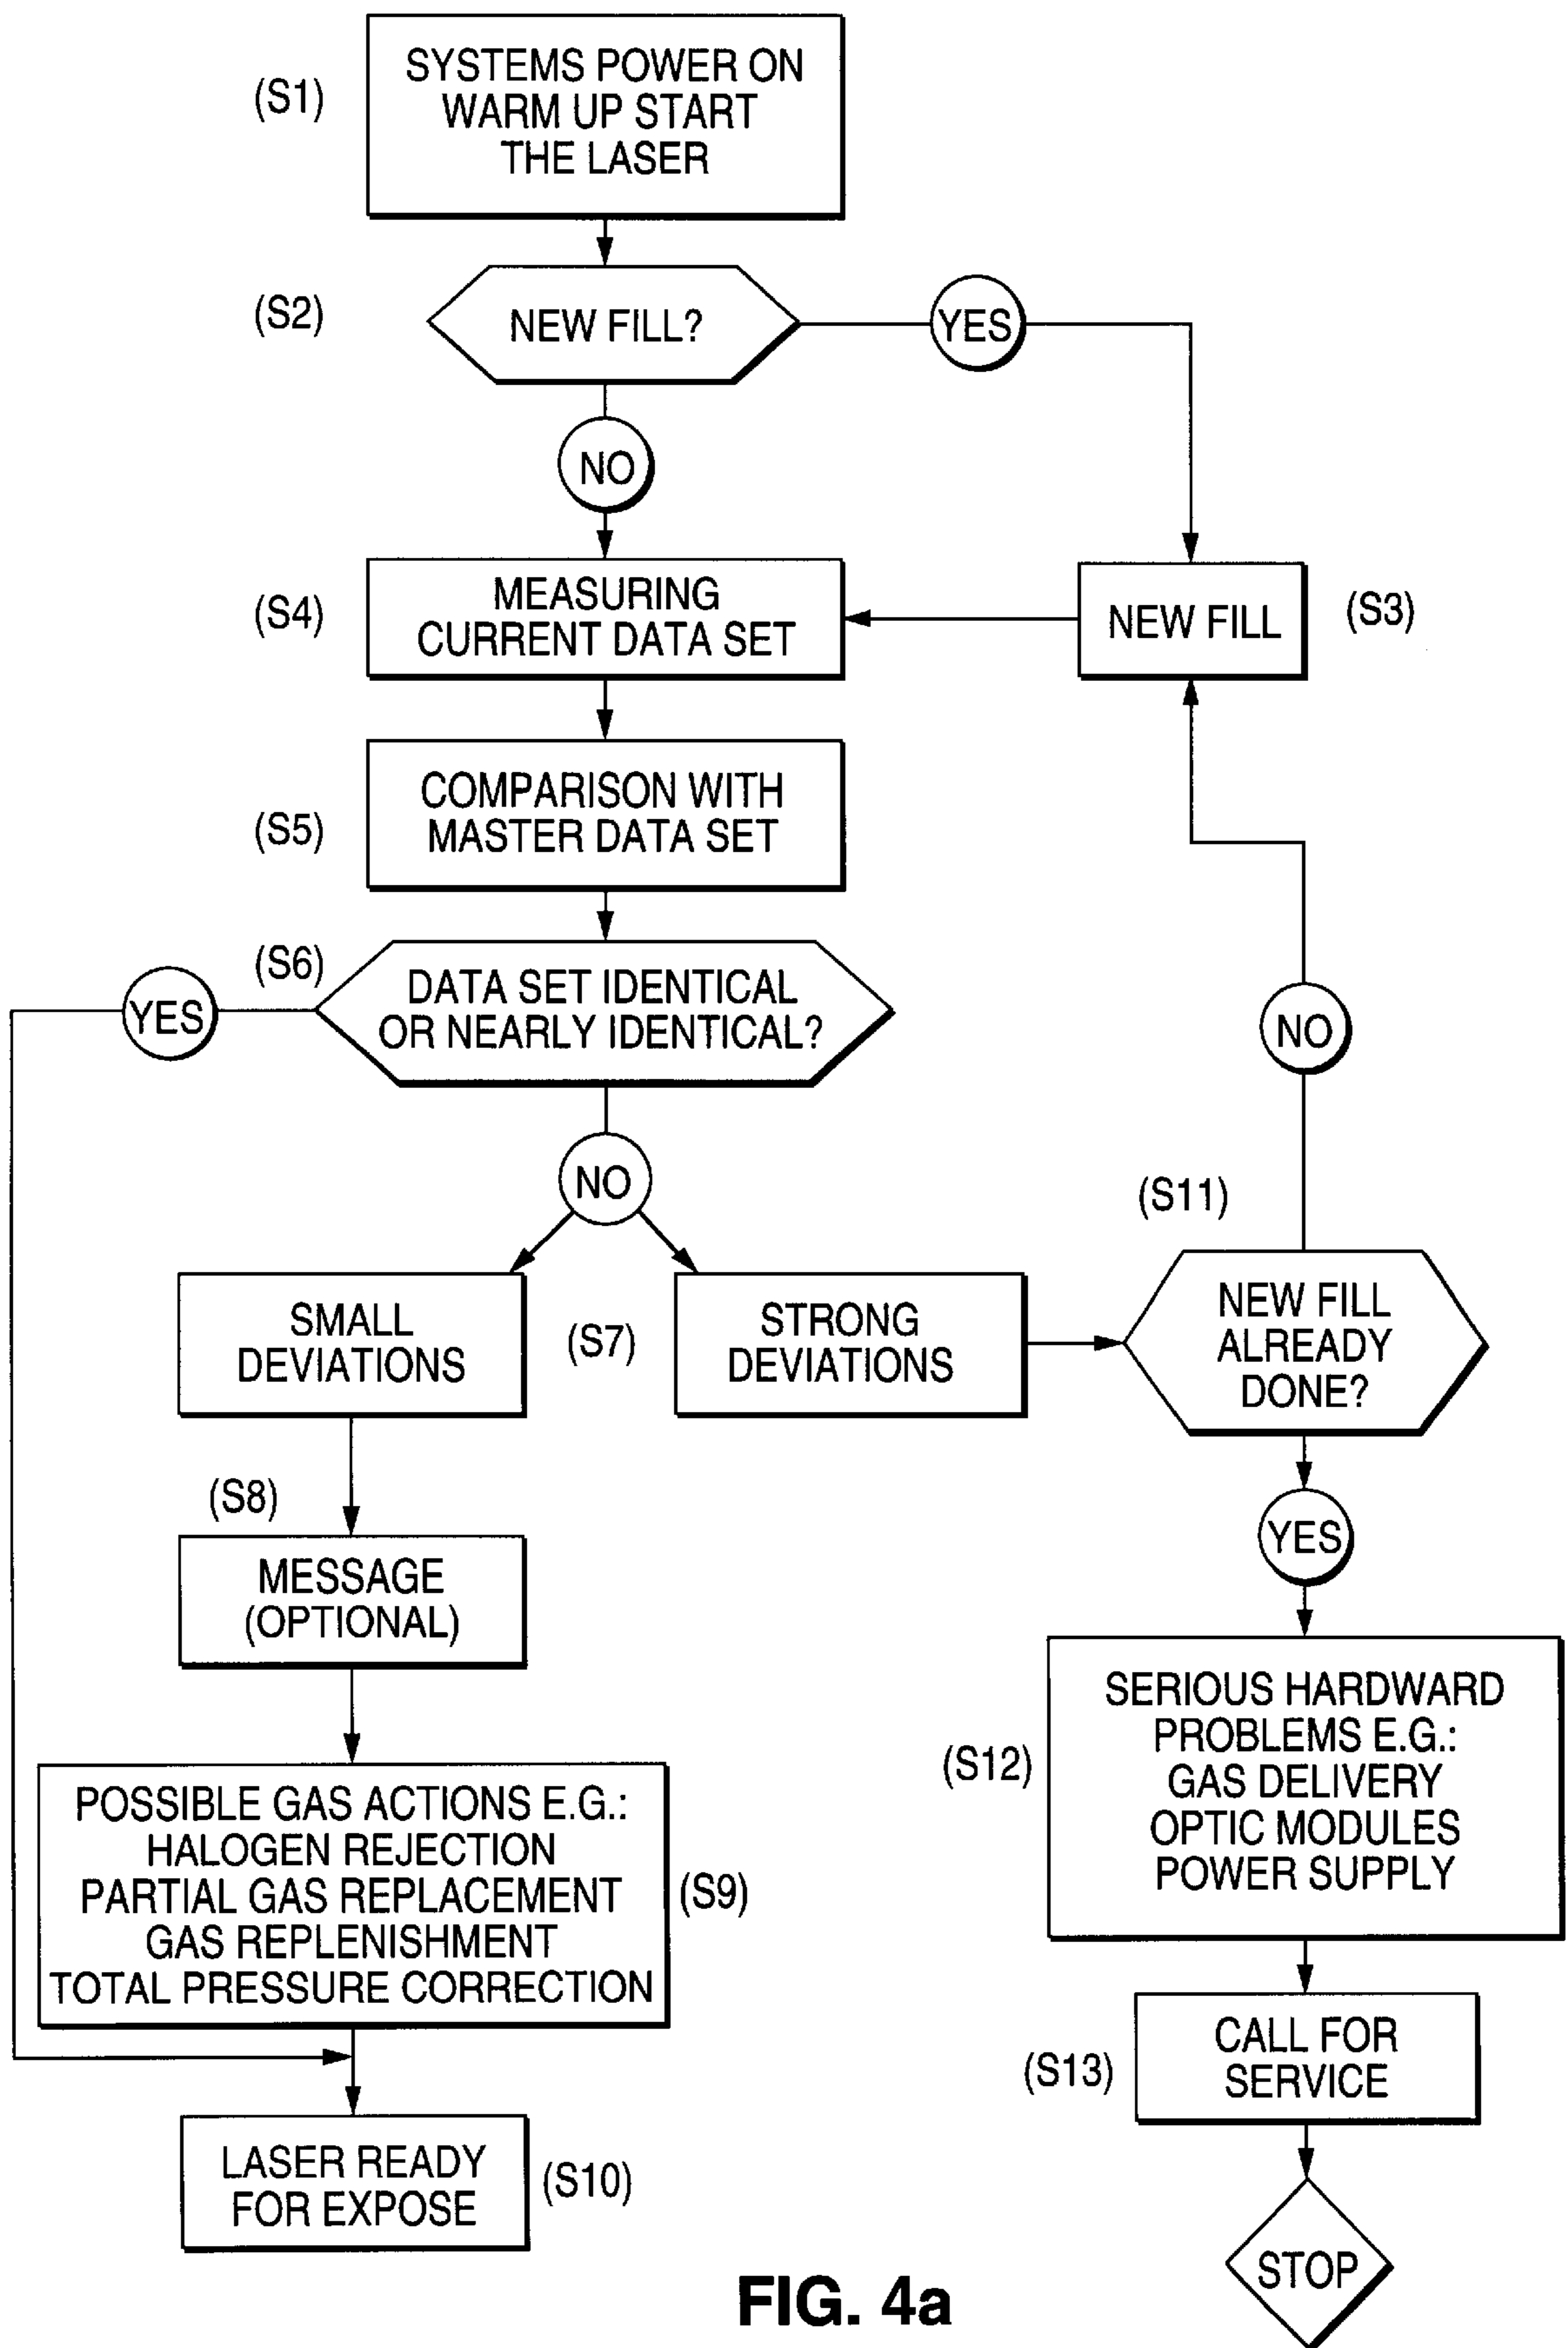 (S1)
SYSTEMS POWER ON
WARM UP START
THE LASER
(S2)
NEW FILL?
YES
NO
(S4)
MEASURING
CURRENT DATA SET
NEW FILL
(S3)
(S5)
COMPARISON WITH
MASTER DATA SET
(S6)
YES
DATA SET IDENTICAL
OR NEARLY IDENTICAL?
NO
NO
(S11)
SMALL
DEVIATIONS
(S7)
STRONG
DEVIATIONS
NEW FILL
ALREADY
DONE?
(S8)
YES
MESSAGE
(OPTIONAL)
POSSIBLE GAS ACTIONS E.G.:
HALOGEN REJECTION
PARTIAL GAS REPLACEMENT
GAS REPLENISHMENT
TOTAL PRESSURE CORRECTION
(S9)
(S12)
SERIOUS HARDWARD
PROBLEMS E.G.:
GAS DELIVERY
OPTIC MODULES
POWER SUPPLY
(S13)
CALL FOR
SERVICE
LASER READY
FOR EXPOSE
(S10)
STOP
FIG. 4a